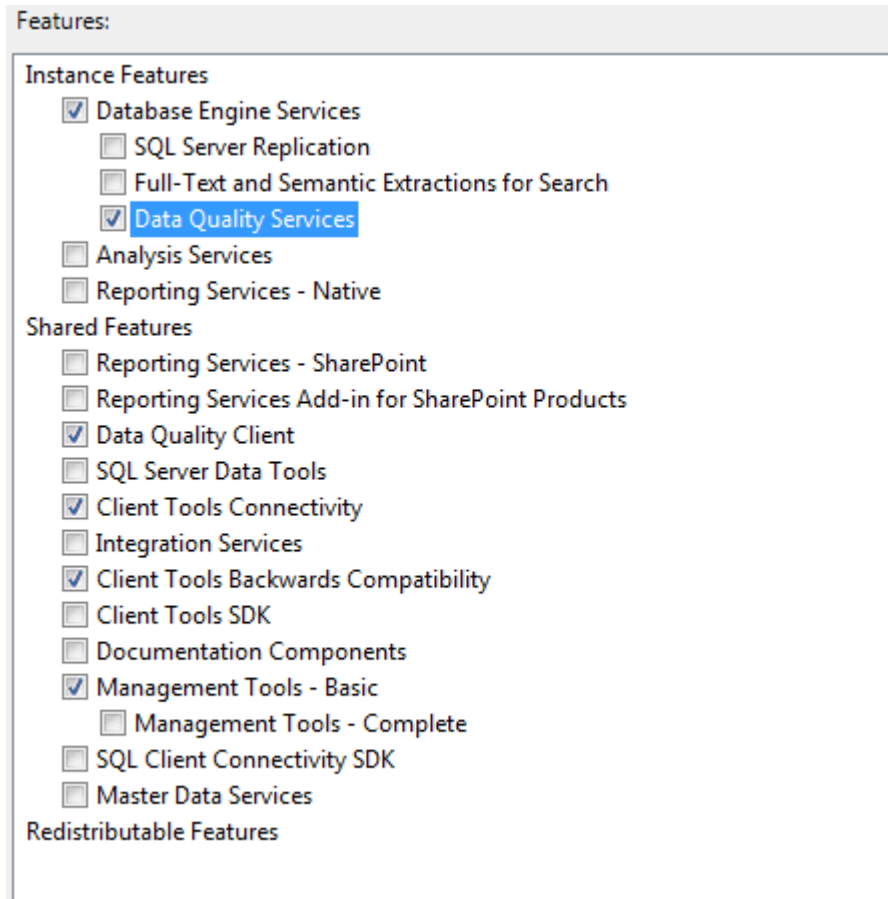 Features:
Instance Features
Database Engine Services
SQL Server Replication
Full-Text and Semantic Extractions for Search
Data Quality Services
Analysis Services
Reporting Services - Native
Shared Features
Reporting Services - SharePoint
Reporting Services Add-in for SharePoint Products
Data Quality Client
SQL Server Data Tools
Client Tools Connectivity
Integration Services
Client Tools Backwards Compatibility
Client Tools SDK
Documentation Components
Management Tools - Basic
Management Tools - Complete
SQL Client Connectivity SDK
Master Data Services
Redistributable Features